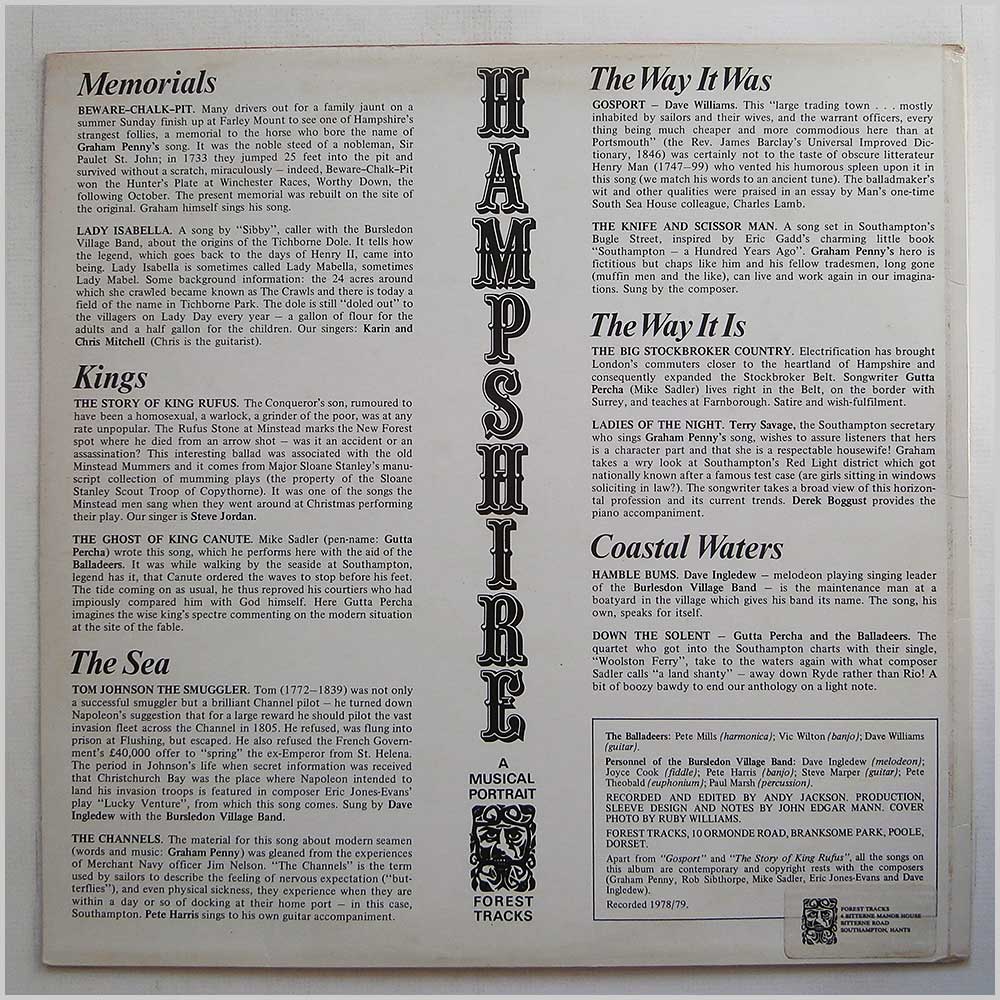 Memorials
BEWARE–CHALK–PIT. Many drivers out for a family jaunt on a
summer Sunday finish up at Farley Mount to see one of Hampshire's
strangest follies, a memorial to the horse who bore the name of
Graham Penny's song. It was the noble steed of a nobleman, Sir
Paulet St. John; in 1733 they jumped 25 feet into the pit and
survived without a scratch, miraculously – indeed, Beware–Chalk–Pit
won the Hunter's Plate at Winchester Races, Worthy Down, the
following October. The present memorial was rebuilt on the site of
the original. Graham himself sings his song.
LADY ISABELLA. A song by "Sibby", caller with the Bursledon
Village Band, about the origins of the Tichborne Dole. It tells how
the legend, which goes back to the days of Henry II, came into
being. Lady Isabella is sometimes called Lady Mabella, sometimes
Lady Mabel. Some background information: the 24 acres around
which she crawled became known as The Crawls and there is today a
field of the name in Tichborne Park. The dole is still "doled out" to
the villagers on Lady Day every year – a gallon of flour for the
adults and a half gallon for the children. Our singers: Karin and
Chris Mitchell (Chris is the guitarist).
Kings
THE STORY OF KING RUFUS. The Conqueror's son, rumoured to
have been a homosexual, a warlock, a grinder of the poor, was at any
rate unpopular. The Rufus Stone at Minstead marks the New Forest
spot where he died from an arrow shot – was it an accident or an
assassination? This interesting ballad was associated with the old
Minstead Mummers and it comes from Major Sloane Stanley's manu-
script collection of mumming plays (the property of the Sloane
Stanley Scout Troop of Copythorne). It was one of the songs the
Minstead men sang when they went around at Christmas performing
their play. Our singer is Steve Jordan.
THE GHOST OF KING CANUTE. Mike Sadler (pen-name: Gutta
Percha) wrote this song, which he performs here with the aid of the
Balladeers. It was while walking by the seaside at Southampton,
legend has it, that Canute ordered the waves to stop before his feet.
The tide coming on as usual, he thus reproved his courtiers who had
impiously compared him with God himself. Here Gutta Percha
imagines the wise king's spectre commenting on the modern situation
at the site of the fable.
The Sea
TOM JOHNSON THE SMUGGLER. Tom (1772–1839) was not only
a successful smuggler but a brilliant Channel pilot – he turned down
Napoleon's suggestion that for a large reward he should pilot the vast
invasion fleet across the Channel in 1805. He refused, was flung into
prison at Flushing, but escaped. He also refused the French Govern-
ment's £40,000 offer to "spring" the ex-Emperor from St. Helena.
The period in Johnson's life when secret information was received
that Christchurch Bay was the place where Napoleon intended to
land his invasion troops is featured in composer Eric Jones-Evans'
play "Lucky Venture", from which this song comes. Sung by Dave
Ingledew with the Bursledon Village Band.
THE CHANNELS. The material for this song about modern seamen
(words and music: Graham Penny) was gleaned from the experiences
of Merchant Navy officer Jim Nelson. "The Channels" is the term
used by sailors to describe the feeling of nervous expectation ("but-
terflies"), and even physical sickness, they experience when they are
within a day or so of docking at their home port – in this case,
Southampton. Pete Harris sings to his own guitar accompaniment.
HAMPSHIRE
A
MUSICAL
PORTRAIT
FOREST
TRACKS
The Way It Was
GOSPORT – Dave Williams. This "large trading town . . . mostly
inhabited by sailors and their wives, and the warrant officers, every
thing being much cheaper and more commodious here than at
Portsmouth" (the Rev. James Barclay's Universal Improved Dic-
tionary, 1846) was certainly not to the taste of obscure litterateur
Henry Man (1747–99) who vented his humorous spleen upon it in
this song (we match his words to an ancient tune). The balladmaker's
wit and other qualities were praised in an essay by Man's one-time
South Sea House colleague, Charles Lamb.
THE KNIFE AND SCISSOR MAN. A song set in Southampton's
Bugle Street, inspired by Eric Gadd's charming little book
"Southampton – a Hundred Years Ago". Graham Penny's hero is
fictitious but chaps like him and his fellow tradesmen, long gone
(muffin men and the like), can live and work again in our imagina-
tions. Sung by the composer.
The Way It Is
THE BIG STOCKBROKER COUNTRY. Electrification has brought
London's commuters closer to the heartland of Hampshire and
consequently expanded the Stockbroker Belt. Songwriter Gutta
Percha (Mike Sadler) lives right in the Belt, on the border with
Surrey, and teaches at Farnborough. Satire and wish-fulfilment.
LADIES OF THE NIGHT. Terry Savage, the Southampton secretary
who sings Graham Penny's song, wishes to assure listeners that hers
is a character part and that she is a respectable housewife! Graham
takes a wry look at Southampton's Red Light district which got
nationally known after a famous test case (are girls sitting in windows
soliciting in law?). The songwriter takes a broad view of this horizon-
tal profession and its current trends. Derek Boggust provides the
piano accompaniment.
Coastal Waters
HAMBLE BUMS. Dave Ingledew – melodeon playing singing leader
of the Burlesdon Village Band – is the maintenance man at a
boatyard in the village which gives his band its name. The song, his
own, speaks for itself.
DOWN THE SOLENT – Gutta Percha and the Balladeers. The
quartet who got into the Southampton charts with their single,
"Woolston Ferry", take to the waters again with what composer
Sadler calls "a land shanty" – away down Ryde rather than Rio! A
bit of boozy bawdy to end our anthology on a light note.
The Balladeers: Pete Mills (harmonica); Vic Wilton (banjo); Dave Williams
(guitar).
Personnel of the Bursledon Village Band: Dave Ingledew (melodeon);
Joyce Cook (fiddle); Pete Harris (banjo); Steve Marper (guitar); Pete
Theobald (euphonium); Paul Marsh (percussion).
RECORDED AND EDITED BY ANDY JACKSON. PRODUCTION,
SLEEVE DESIGN AND NOTES BY JOHN EDGAR MANN. COVER
PHOTO BY RUBY WILLIAMS.
FOREST TRACKS, 10 ORMONDE ROAD, BRANKSOME PARK, POOLE,
DORSET.
Apart from "Gosport" and "The Story of King Rufus", all the songs on
this album are contemporary and copyright rests with the composers
(Graham Penny, Rob Sibthorpe, Mike Sadler, Eric Jones-Evans and Dave
Ingledew).
Recorded 1978/79.
FOREST TRACKS
4 BITTERNE MANOR HOUSE
BITTERNE ROAD
SOUTHAMPTON, HANTS